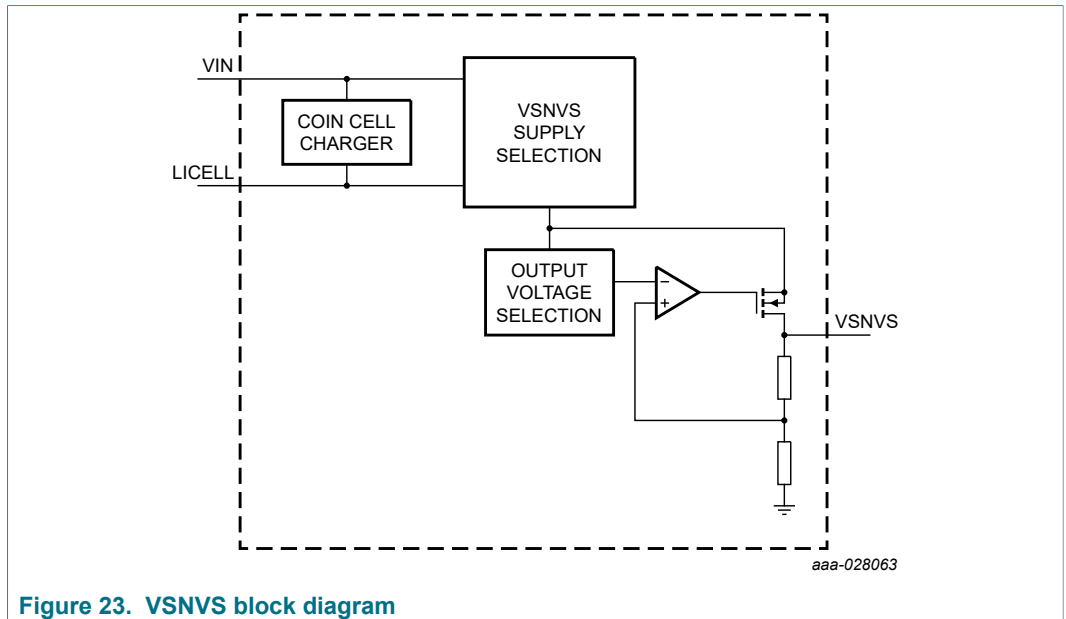 VIN
COIN CELL
CHARGER
LICELL
VSNVS
SUPPLY
SELECTION
OUTPUT
VOLTAGE
SELECTION
−
+
VSNVS
aaa-028063
Figure 23. VSNVS block diagram